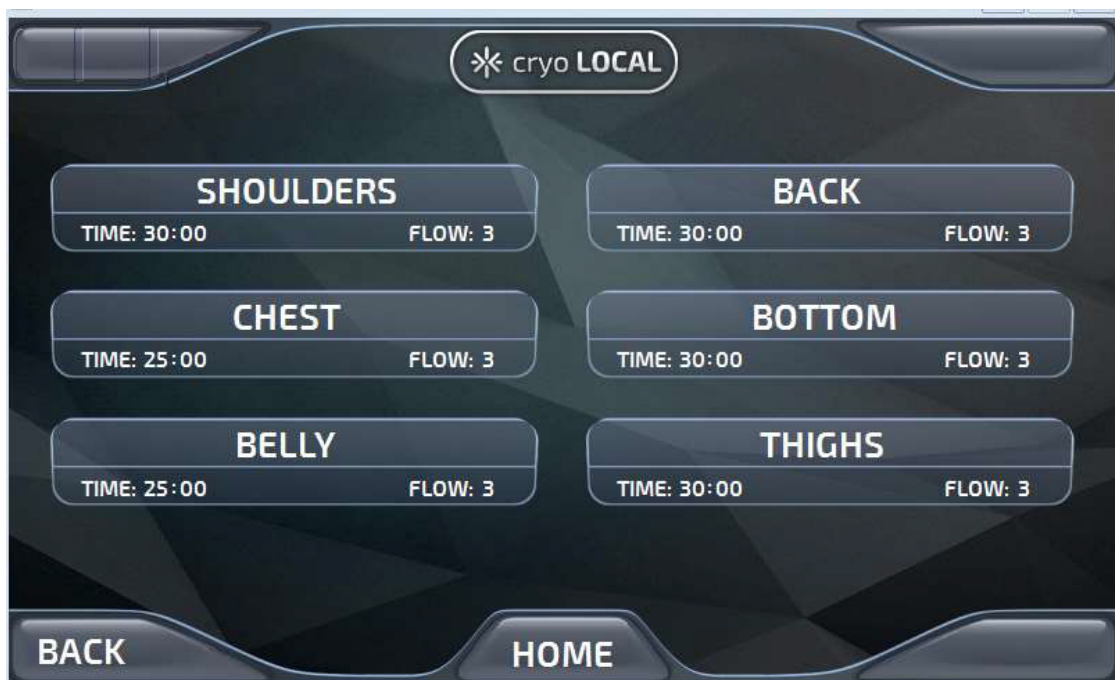 cryo LOCAL
SHOULDERS
TIME: 30:00 FLOW: 3
BACK
TIME: 30:00 FLOW: 3
CHEST
TIME: 25:00 FLOW: 3
BOTTOM
TIME: 30:00 FLOW: 3
BELLY
TIME: 25:00 FLOW: 3
THIGHS
TIME: 30:00 FLOW: 3
BACK
HOME